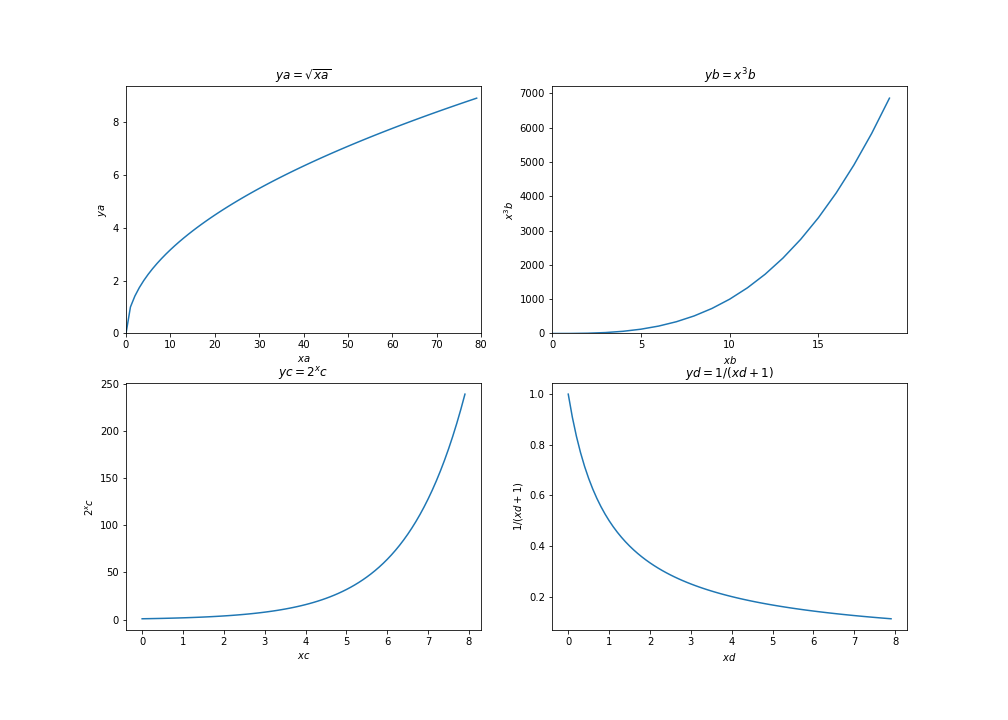 ya = √xa
8
6
4
2
0
ya
0 10 20 30 40 50 60 70 80
xa
yb = x³b
7000
6000
5000
4000
3000
2000
1000
0
x³b
0 5 10 15
xb
yc = 2ˣc
250
200
150
100
50
0
2ˣc
0 1 2 3 4 5 6 7 8
xc
yd = 1/(xd + 1)
1.0
0.8
0.6
0.4
0.2
1/(xd + 1)
0 1 2 3 4 5 6 7 8
xd